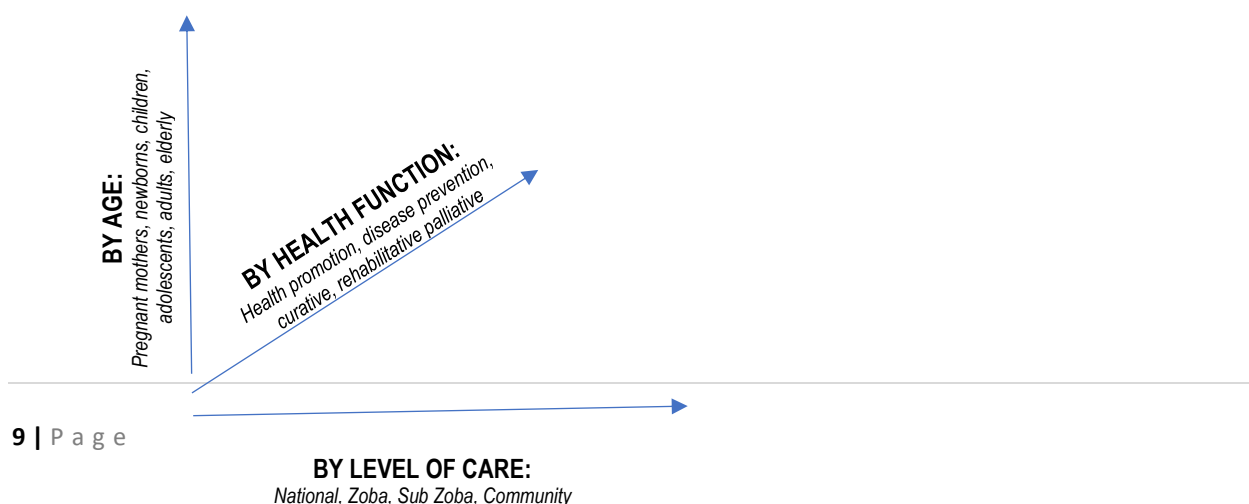 BY AGE:
Pregnant mothers, newborns, children,
adolescents, adults, elderly
BY HEALTH FUNCTION:
Health promotion, disease prevention,
curative, rehabilitative palliative
9 | Page
BY LEVEL OF CARE:
National, Zoba, Sub Zoba, Community